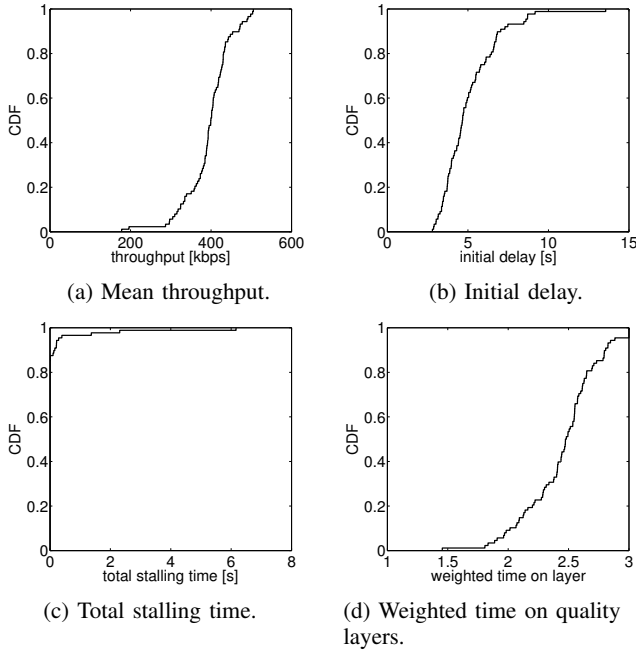 1
0.8
0.6
0.4
0.2
0
CDF
0 200 400 600
throughput [kbps]
(a) Mean throughput.
1
0.8
0.6
0.4
0.2
0
CDF
0 5 10 15
initial delay [s]
(b) Initial delay.
1
0.8
0.6
0.4
0.2
0
CDF
0 2 4 6 8
total stalling time [s]
(c) Total stalling time.
1
0.8
0.6
0.4
0.2
0
CDF
1 1.5 2 2.5 3
weighted time on layer
(d) Weighted time on quality
layers.